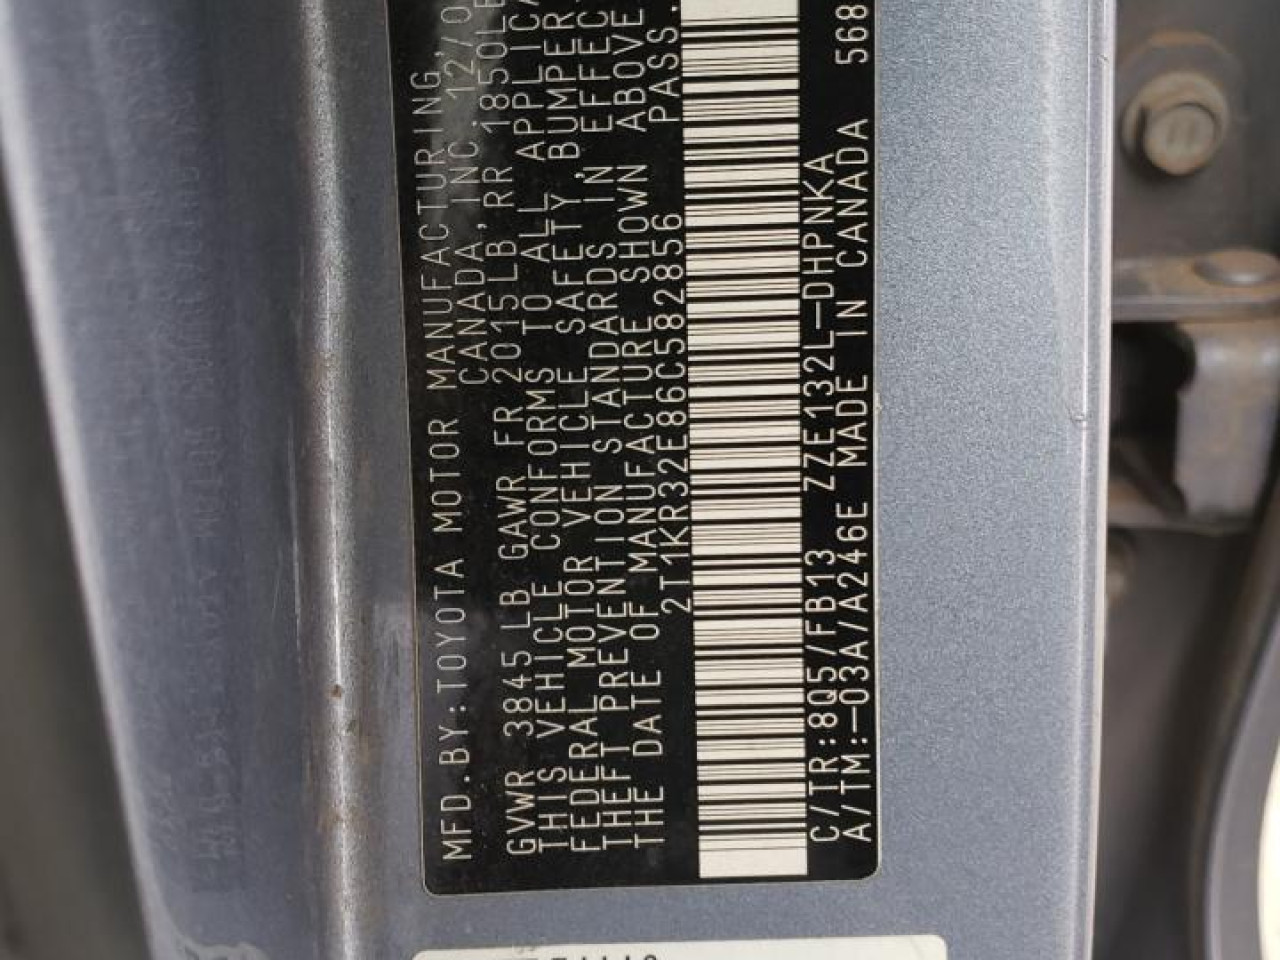 MFD.BY:TOYOTA MOTOR MANUFACTURING,
CANADA, INC. 12/0
GVWR 3845 LB GAWR FR 2015LB, RR 1850LB
THIS VEHICLE CONFORMS TO ALL APPLICA
FEDERAL MOTOR VEHICLE SAFETY, BUMPER,
THEFT PREVENTION STANDARDS IN EFFEC
THE DATE OF MANUFACTURE SHOWN ABOVE
2T1KR32E86C582856 PASS.
C/TR:8Q5/FB13 ZZE132L-DHPNKA
A/TM:-03A/A246E MADE IN CANADA 568